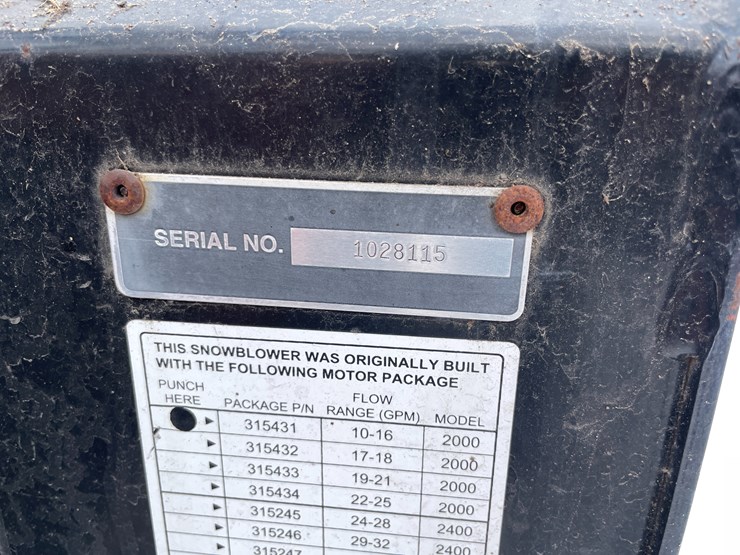 SERIAL NO. 1028115
THIS SNOWBLOWER WAS ORIGINALLY BUILT
WITH THE FOLLOWING MOTOR PACKAGE
PUNCH HERE PACKAGE P/N FLOW RANGE (GPM) MODEL
315431 10-16 2000
315432 17-18 2000
315433 19-21 2000
315434 22-25 2000
315245 24-28 2400
315246 29-32 2400
315247